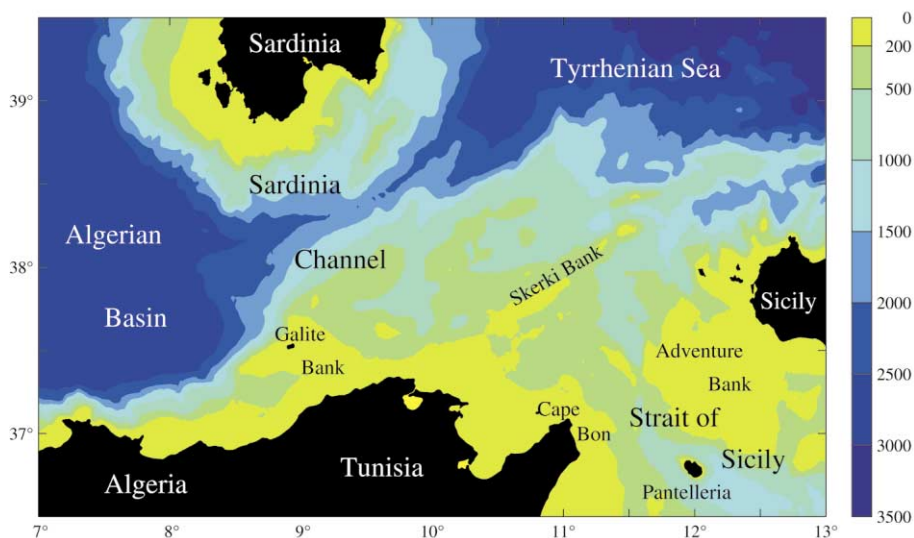 Sardinia
Tyrrhenian Sea
39°
Sardinia
Algerian
Channel
38°
Skerki Bank
Basin
Sicily
Galite
Bank
Adventure
Bank
Cape
Bon
Strait of
37°
Sicily
Tunisia
Algeria
Pantelleria
7°
8°
9°
10°
11°
12°
13°
0
200
500
1000
1500
2000
2500
3000
3500